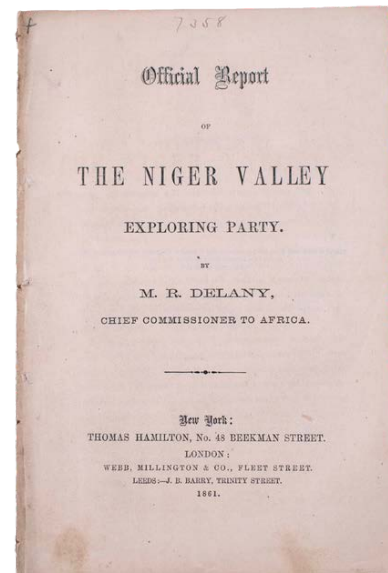 7358
Official Report
OF
THE NIGER VALLEY
EXPLORING PARTY.
BY
M. R. DELANY,
CHIEF COMMISSIONER TO AFRICA.
New York:
THOMAS HAMILTON, No. 48 BEEKMAN STREET.
LONDON:
WEBB, MILLINGTON & CO., FLEET STREET.
LEEDS:—J. B. BARRY, TRINITY STREET.
1861.